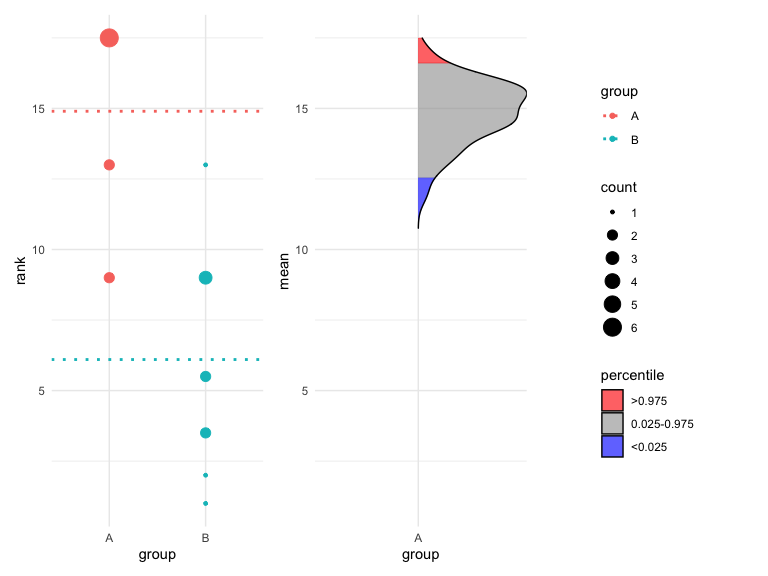 rank
15
10
5
A
B
group
mean
15
10
5
A
group
group
A
B
count
1
2
3
4
5
6
percentile
>0.975
0.025-0.975
<0.025